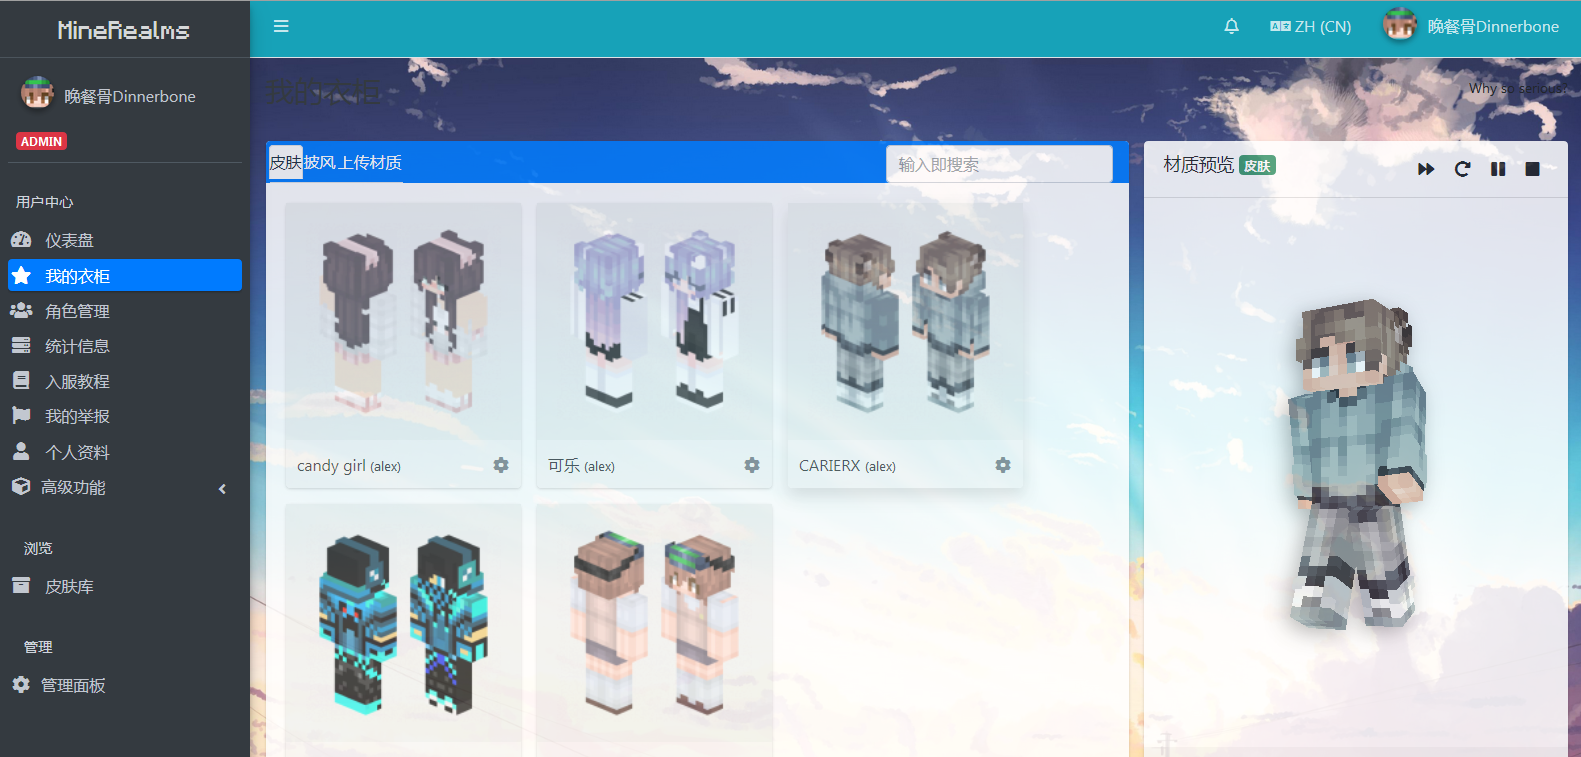 MineRealms
ZH (CN)
晚餐骨Dinnerbone
晚餐骨Dinnerbone
ADMIN
用户中心
仪表盘
我的衣柜
角色管理
统计信息
入服教程
我的举报
个人资料
高级功能
浏览
皮肤库
管理
管理面板
我的衣柜
Why so serious?
皮肤 披风 上传材质
输入即搜索
candy girl (alex)
可乐 (alex)
CARIERX (alex)
材质预览 皮肤